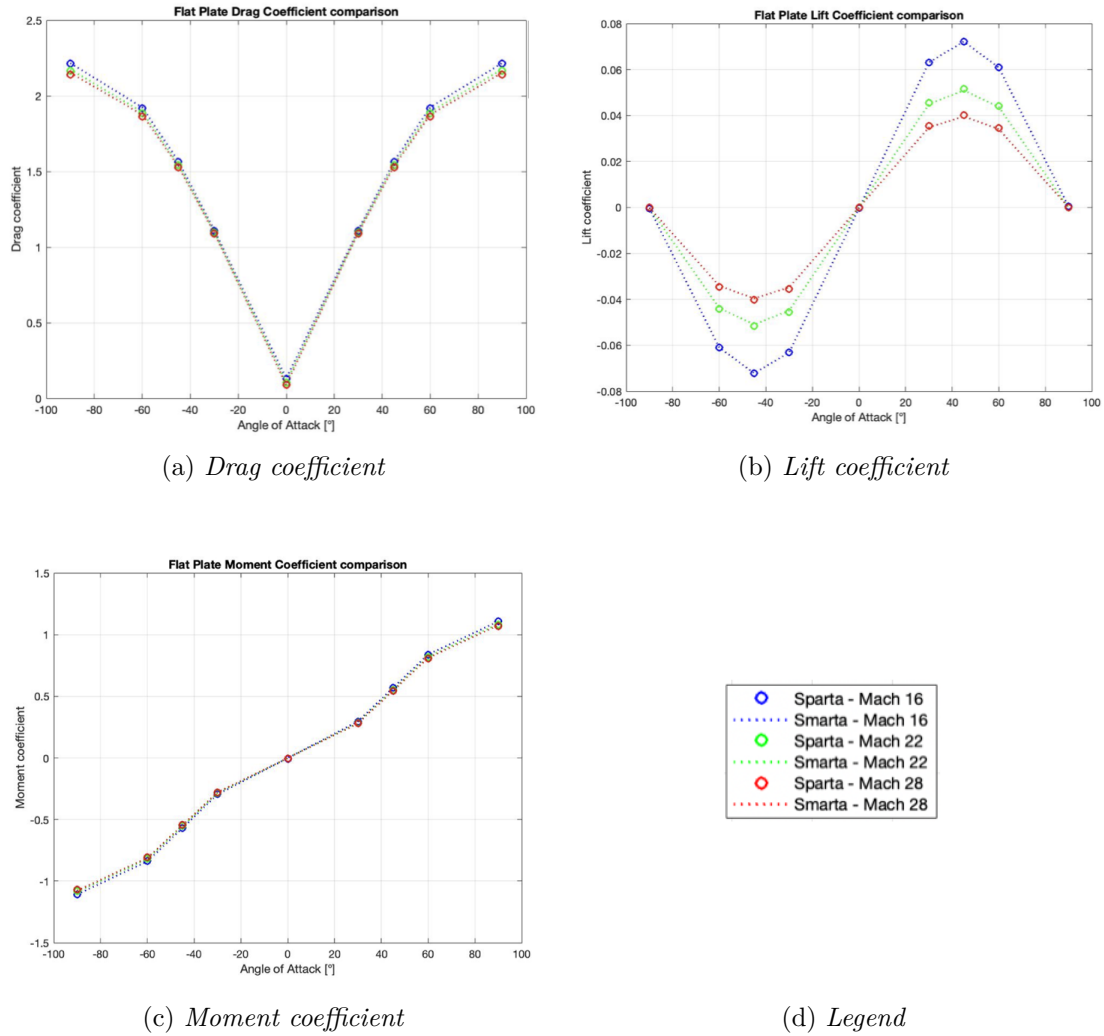 Flat Plate Drag Coefficient comparison
2.5
2
1.5
1
0.5
0
Drag coefficient
-100 -80 -60 -40 -20 0 20 40 60 80 100
Angle of Attack [°]
(a) Drag coefficient
Flat Plate Lift Coefficient comparison
0.08
0.06
0.04
0.02
0
-0.02
-0.04
-0.06
-0.08
Lift coefficient
-100 -80 -60 -40 -20 0 20 40 60 80 100
Angle of Attack [°]
(b) Lift coefficient
Flat Plate Moment Coefficient comparison
1.5
1
0.5
0
-0.5
-1
-1.5
Moment coefficient
-100 -80 -60 -40 -20 0 20 40 60 80 100
Angle of Attack [°]
(c) Moment coefficient
Sparta - Mach 16
Smarta - Mach 16
Sparta - Mach 22
Smarta - Mach 22
Sparta - Mach 28
Smarta - Mach 28
(d) Legend